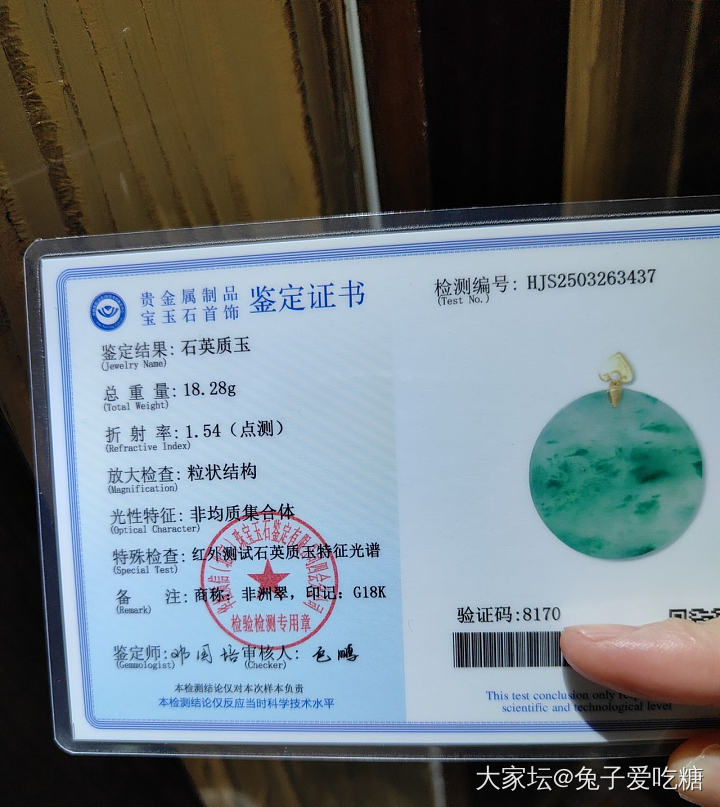 贵金属制品
宝玉石首饰
鉴定证书
鉴定结果: 石英质玉
(Jewelry Name)
总重量: 18.28g
(Total Weight)
折射率: 1.54（点测）
(Refractive Index)
放大检查: 粒状结构
(Magnification)
光性特征: 非均质集合体
(Optical Character)
特殊检查: 红外测试石英质玉特征光谱
(Special Test)
备注: 商称: 非洲翠, 印记: G18K
(Remark)
检验检测专用章
鉴定师:
(Gemmologist)
审核人:
(Checker)
本检测结论仅对本次样本负责
本检测结论仅反应当时科学技术水平
检测编号: HJS2503263437
(Test No.)
验证码:8170
This test conclusion only
scientific and technological level
大家坛@兔子爱吃糖